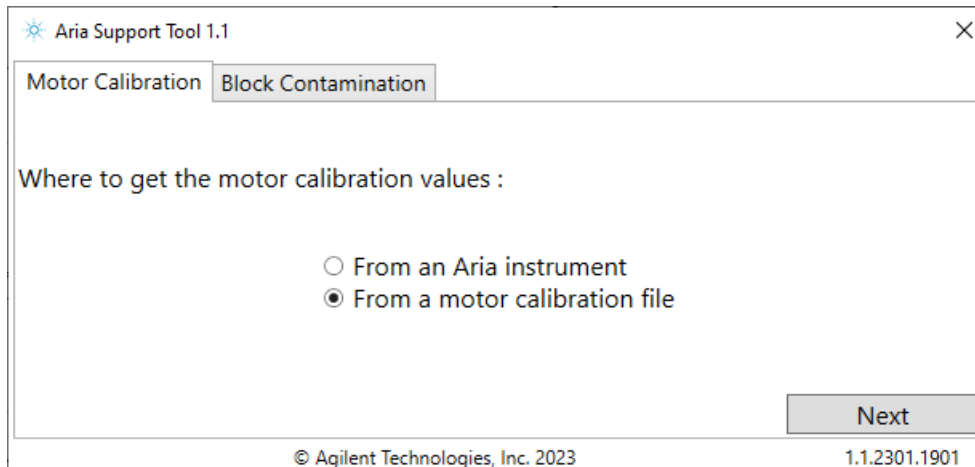 Aria Support Tool 1.1
Motor Calibration Block Contamination
Where to get the motor calibration values :
From an Aria instrument
From a motor calibration file
Next
© Agilent Technologies, Inc. 2023 1.1.2301.1901